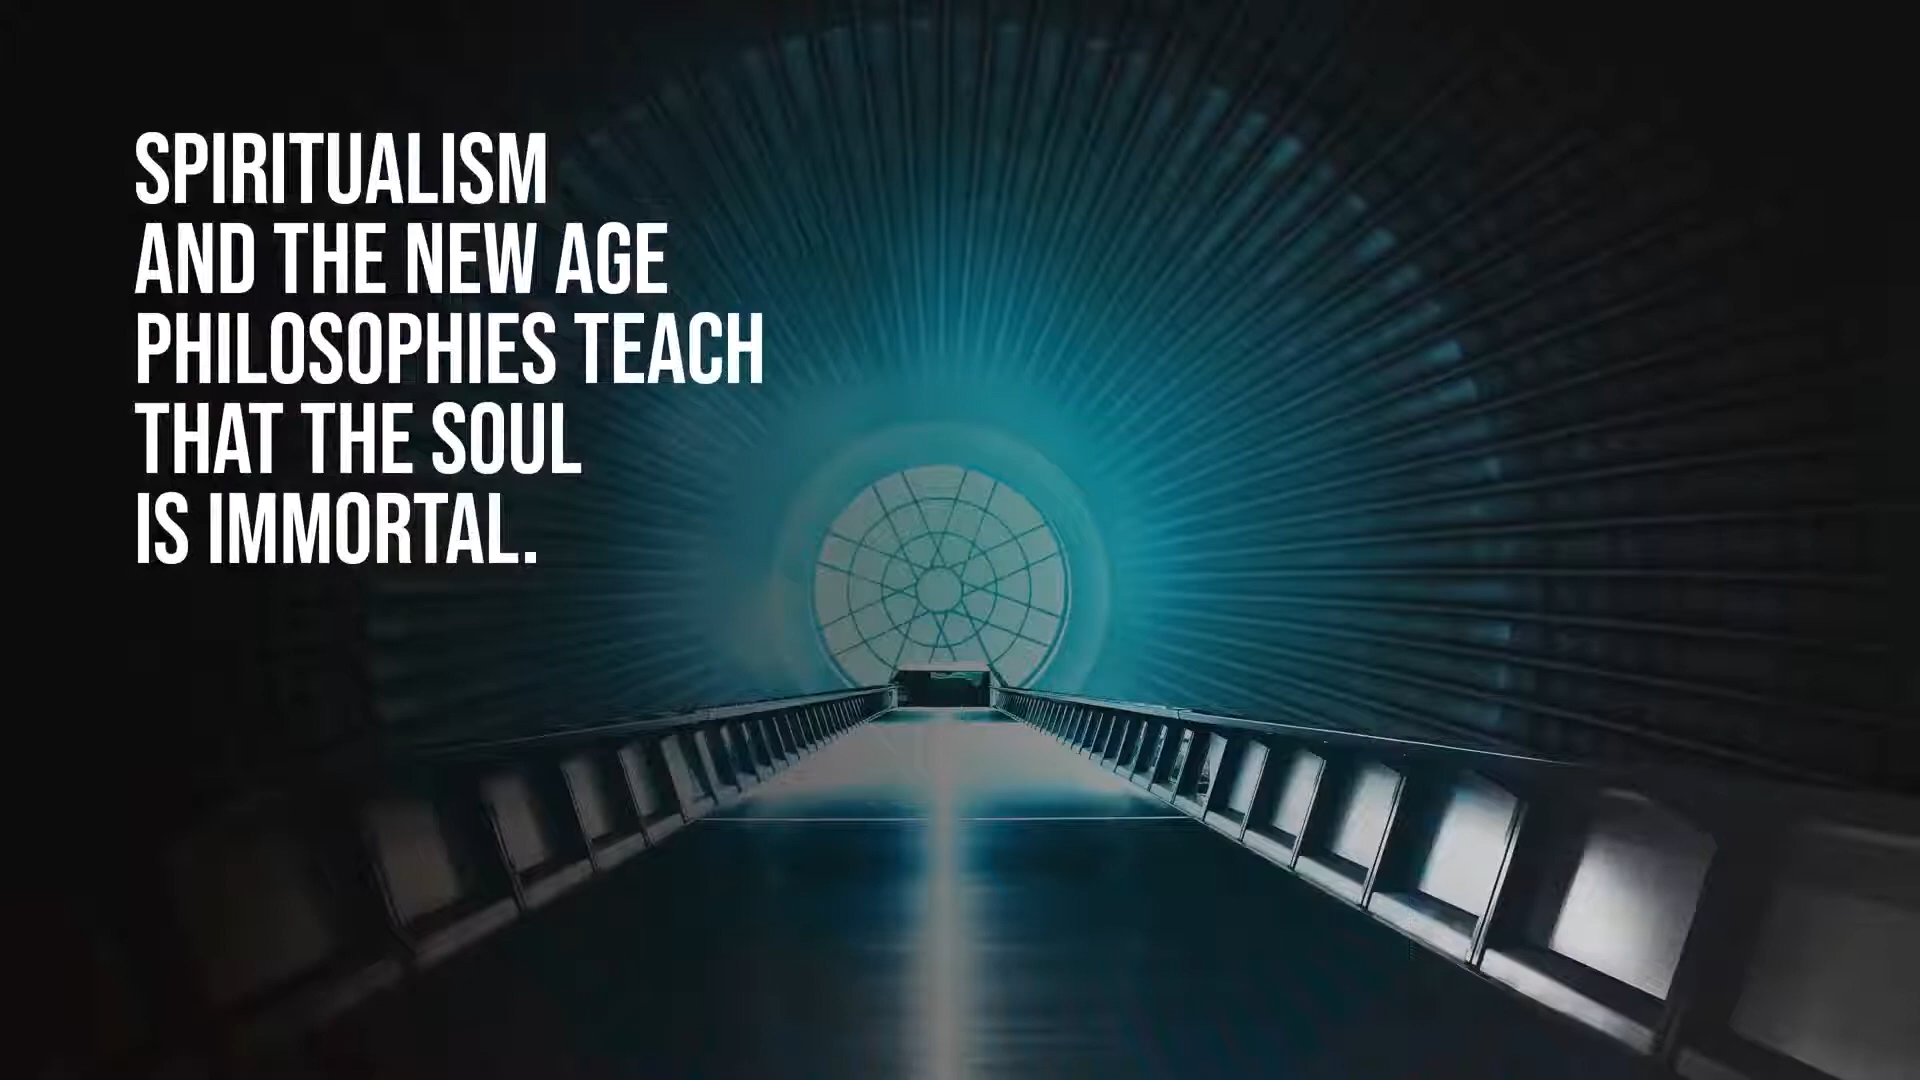 SPIRITUALISM
AND THE NEW AGE
PHILOSOPHIES TEACH
THAT THE SOUL
IS IMMORTAL.